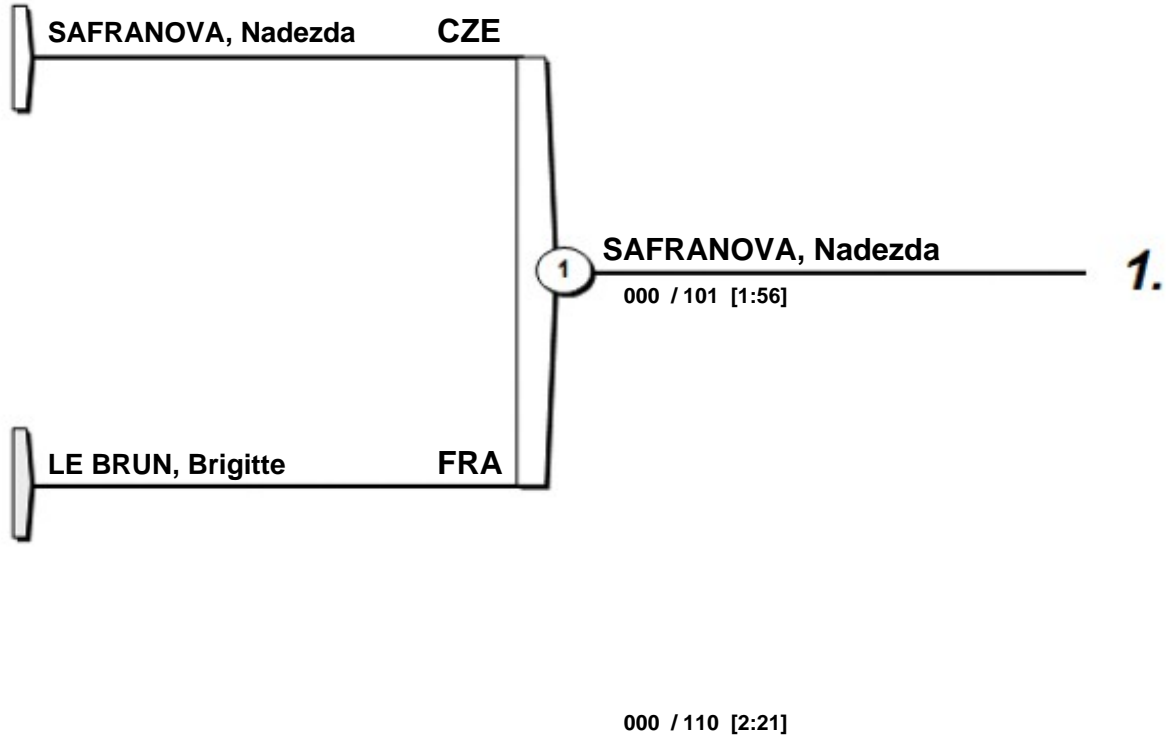 SAFRANOVA, Nadezda CZE
1 SAFRANOVA, Nadezda 1.
000 / 101 [1:56]
LE BRUN, Brigitte FRA
000 / 110 [2:21]